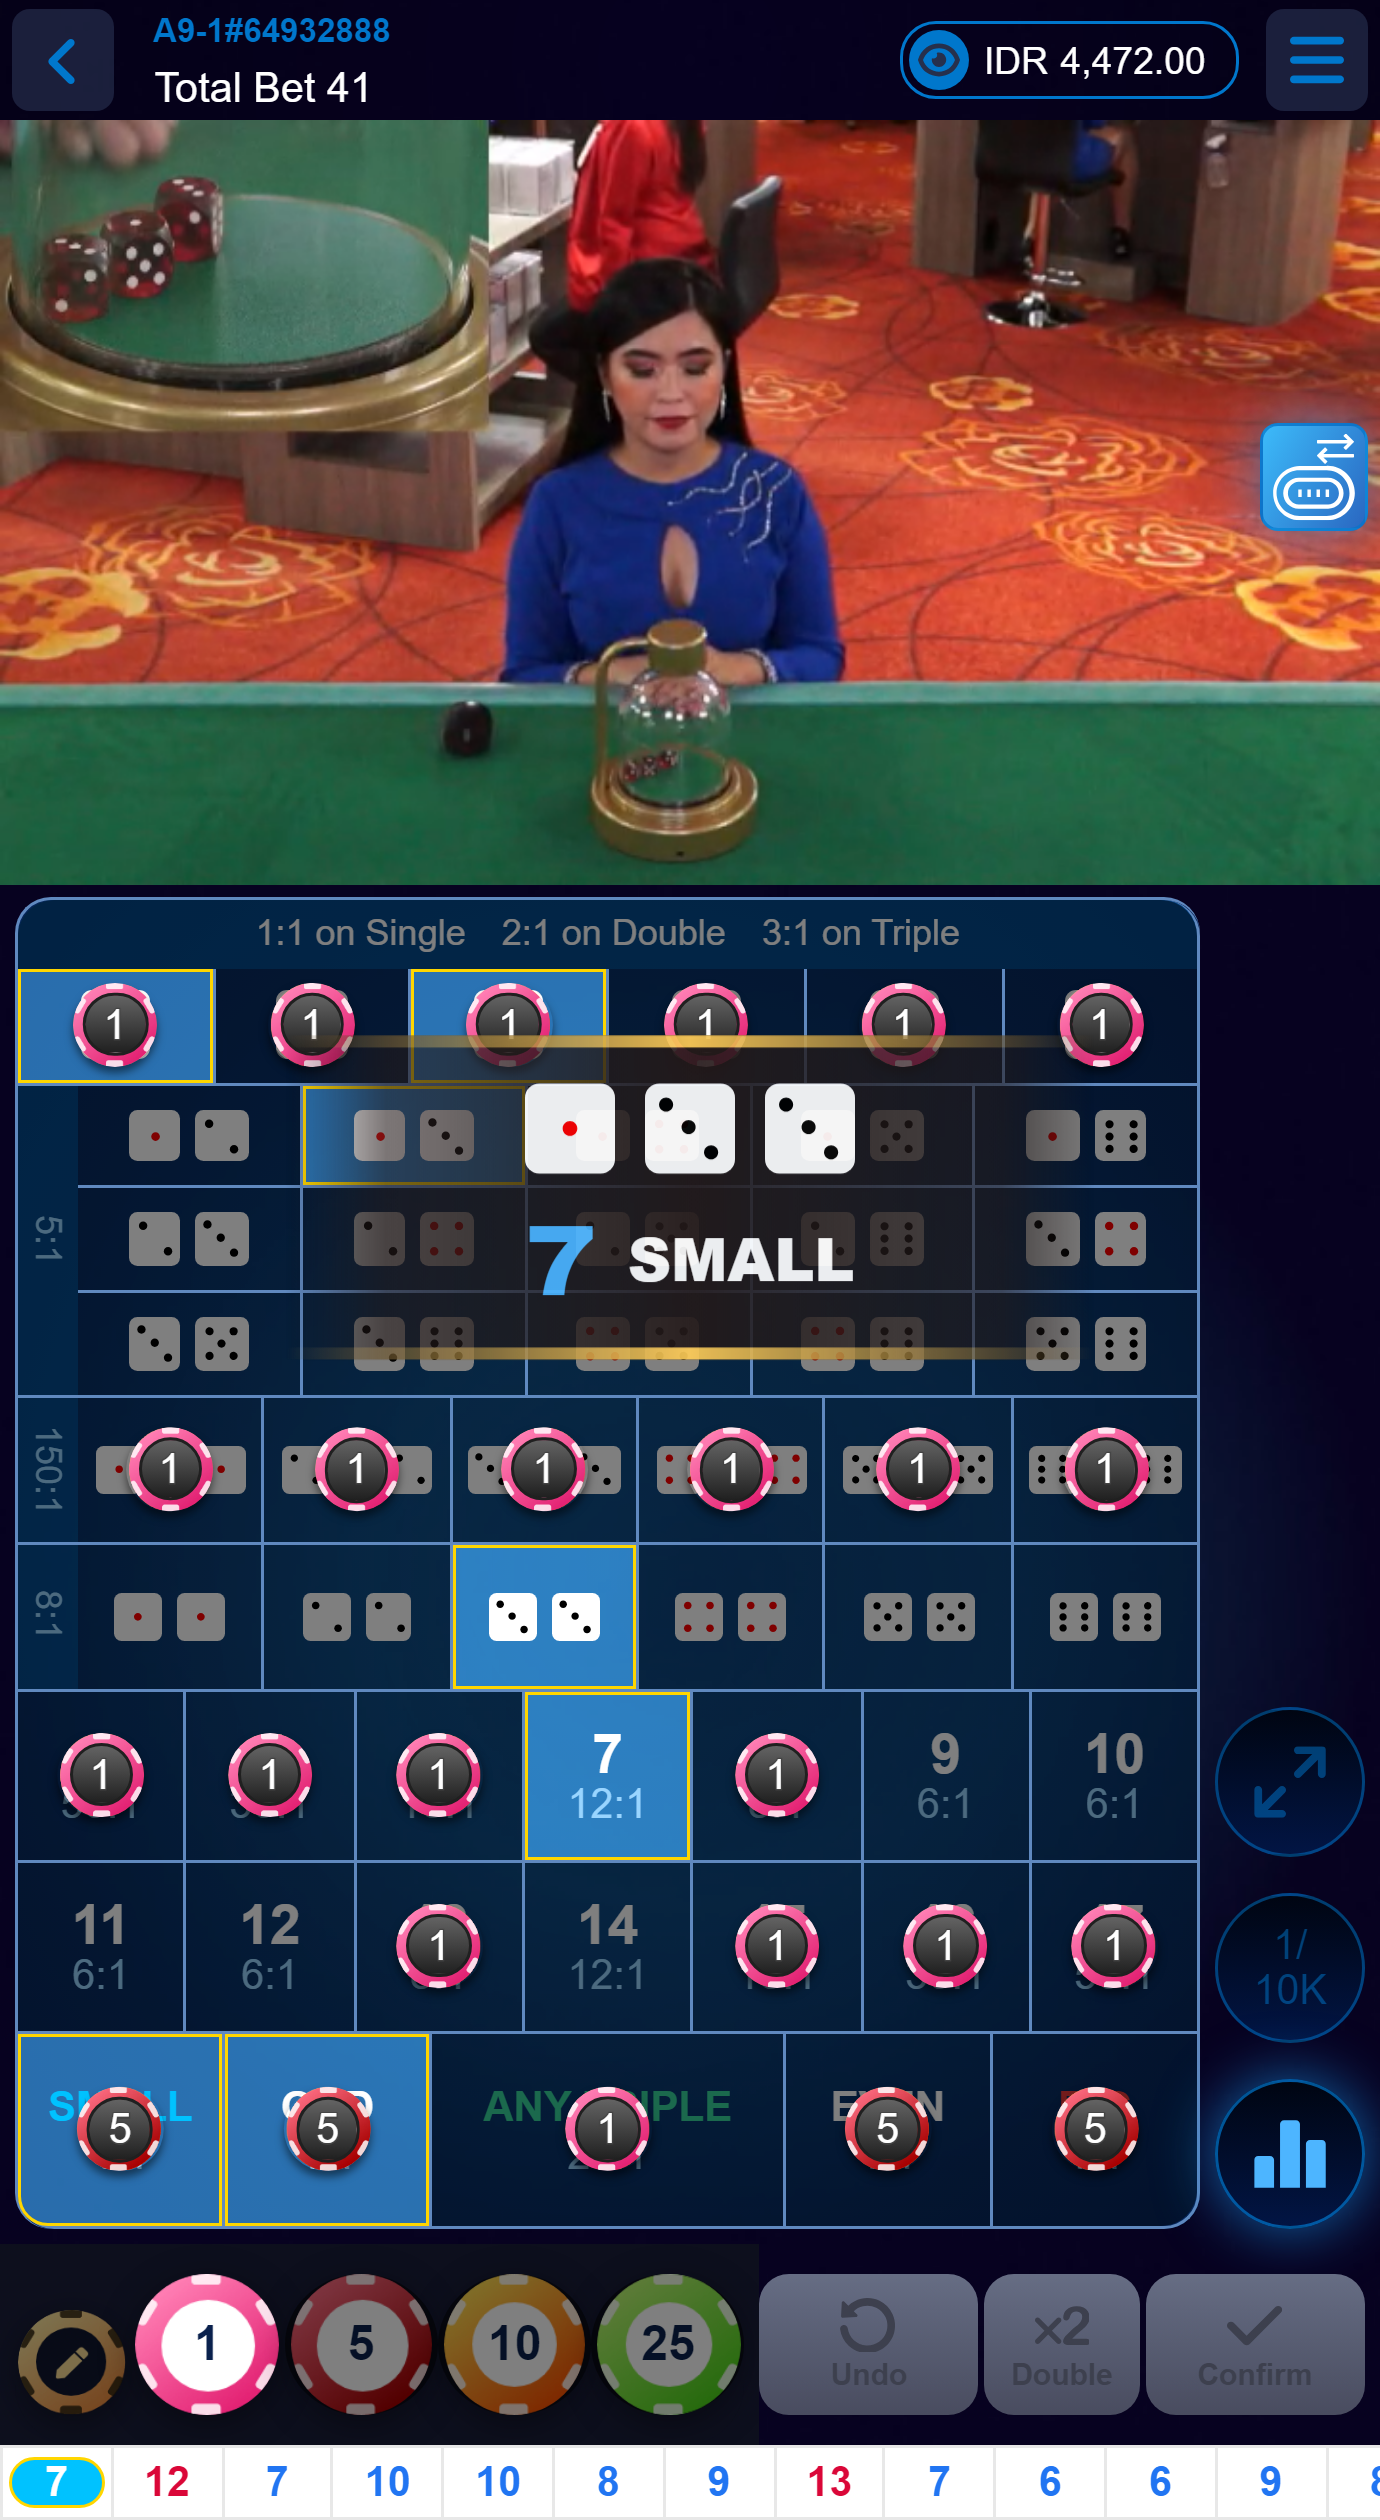 A9-1#64932888
Total Bet 41
IDR 4,472.00
1:1 on Single 2:1 on Double 3:1 on Triple
1 1 1 1 1 1
5:1
7 SMALL
150:1
1 1 1 1 1 1
8:1
1 1 1 7 1 9 10
12:1 6:1 6:1
11 12 1 14 1 1 1
6:1 6:1 12:1
1/
10K
5 5 1 5 5
1 5 10 25
x2
Undo Double Confirm
7 12 7 10 10 8 9 13 7 6 6 9